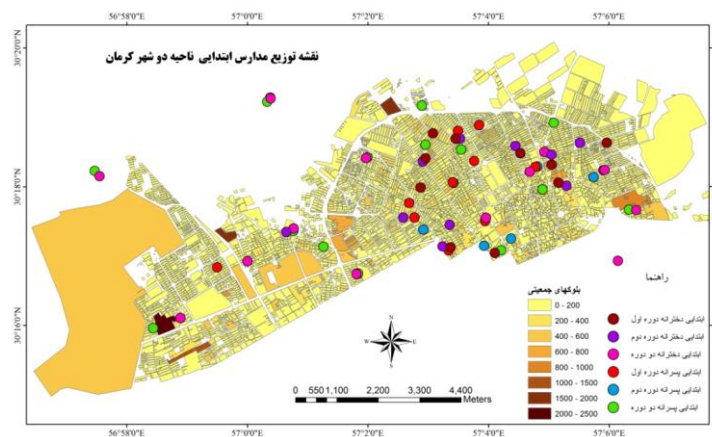 56°58'0"E 57°0'0"E 57°2'0"E 57°4'0"E 57°6'0"E
نقشه توزیع مدارس ابتدایی ناحیه دو شهر کرمان
30°20'0"N
30°18'0"N
30°16'0"N
راهنما
بلوکهای جمعیتی
0 - 200
200 - 400
400 - 600
600 - 800
800 - 1000
1000 - 1500
1500 - 2000
2000 - 2500
ابتدایی دخترانه دوره اول
ابتدایی دخترانه دوره دوم
ابتدایی دخترانه دو دوره
ابتدایی پسرانه دوره اول
ابتدایی پسرانه دوره دوم
ابتدایی پسرانه دو دوره
N
W E
S
0 550 1,100 2,200 3,300 4,400
Meters